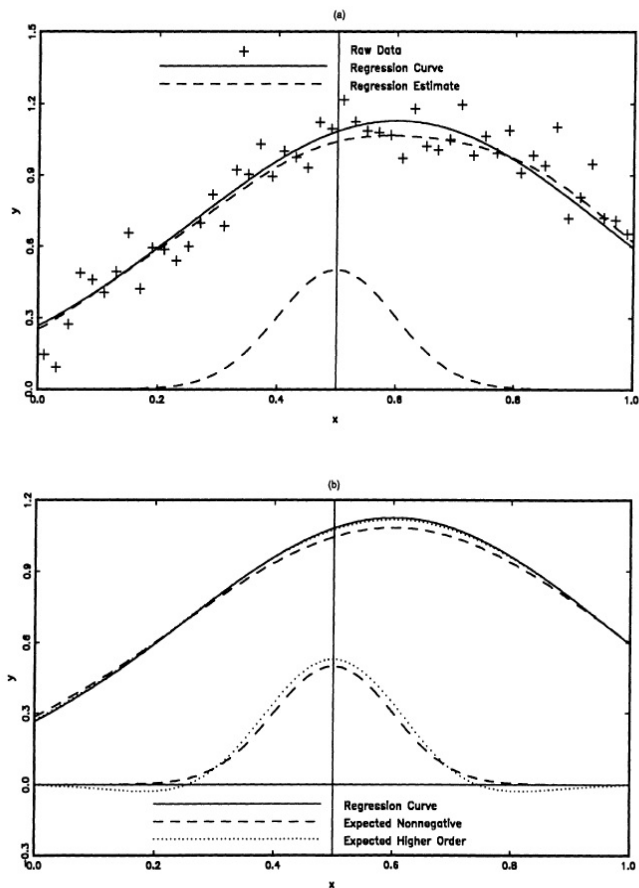 (a)
1.5
Raw Data
Regression Curve
Regression Estimate
1.2
0.9
y
0.6
0.3
0.0
0.0 0.2 0.4 0.6 0.8 1.0
x
(b)
1.2
0.9
y
0.6
0.3
0.0
Regression Curve
Expected Nonnegative
Expected Higher Order
-0.3
0.0 0.2 0.4 0.6 0.8 1.0
x